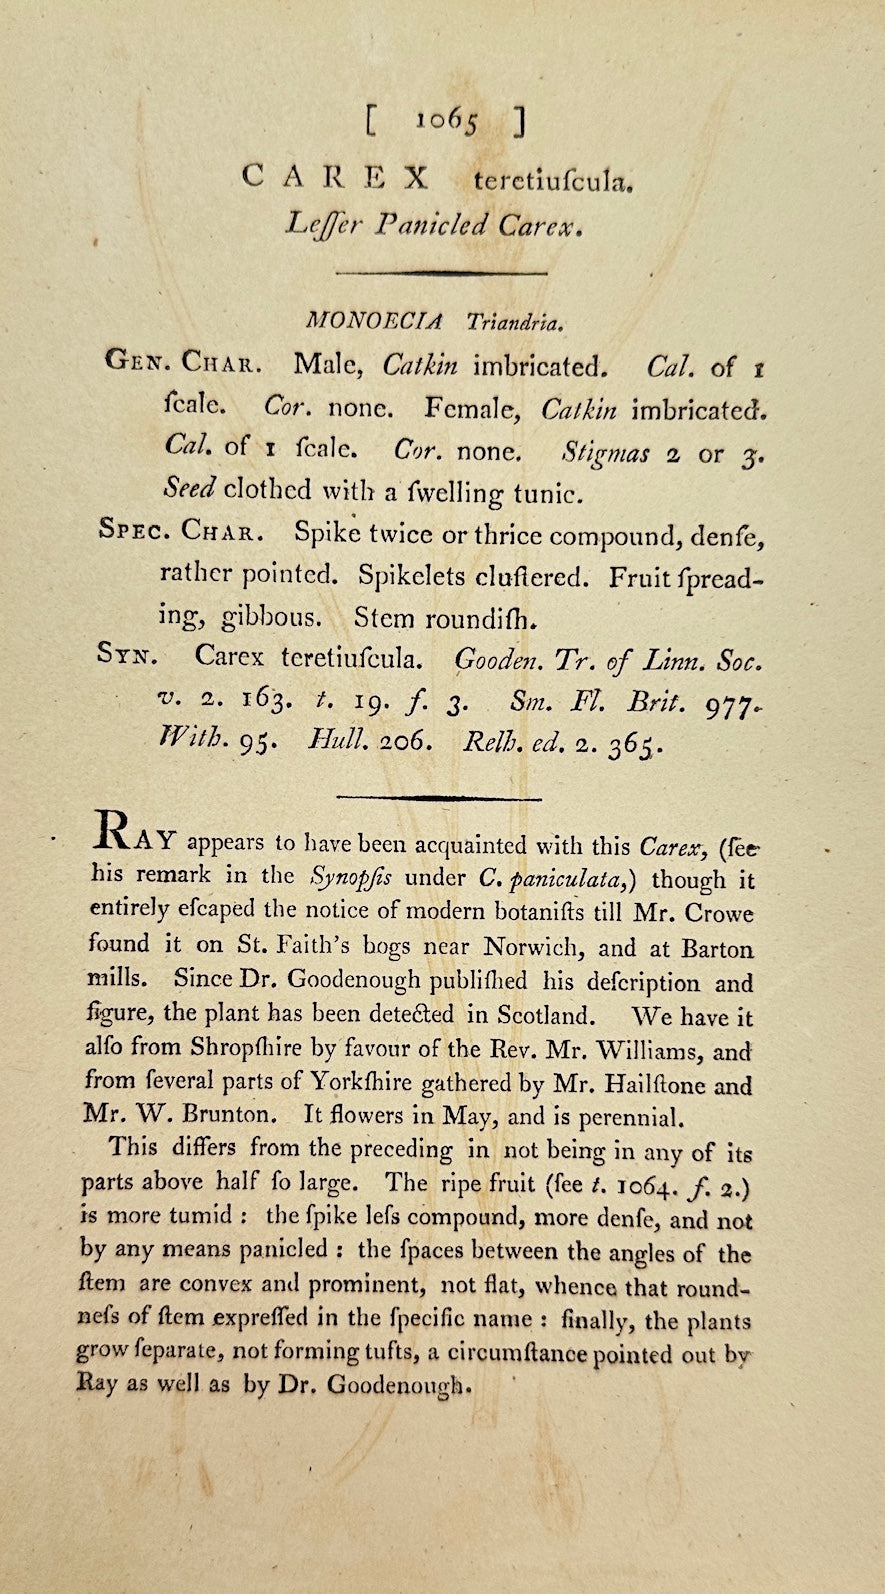 [ 1065 ]
CAREX teretiuſcula.
Leſſer Panicled Carex.
MONOECIA Triandria.
GEN. CHAR. Male, Catkin imbricated. Cal. of 1
ſcale. Cor. none. Female, Catkin imbricated.
Cal. of 1 ſcale. Cor. none. Stigmas 2 or 3.
Seed clothed with a ſwelling tunic.
SPEC. CHAR. Spike twice or thrice compound, denſe,
rather pointed. Spikelets cluſtered. Fruit ſpread-
ing, gibbous. Stem roundiſh.
SYN. Carex teretiuſcula. Gooden. Tr. of Linn. Soc.
v. 2. 163. t. 19. f. 3. Sm. Fl. Brit. 977.
With. 95. Hull. 206. Relh. ed. 2. 365.
RAY appears to have been acquainted with this Carex, (ſee
his remark in the Synopſis under C. paniculata,) though it
entirely eſcaped the notice of modern botaniſts till Mr. Crowe
found it on St. Faith's bogs near Norwich, and at Barton
mills. Since Dr. Goodenough publiſhed his deſcription and
figure, the plant has been detected in Scotland. We have it
alſo from Shropſhire by favour of the Rev. Mr. Williams, and
from ſeveral parts of Yorkſhire gathered by Mr. Hailſtone and
Mr. W. Brunton. It flowers in May, and is perennial.
This differs from the preceding in not being in any of its
parts above half ſo large. The ripe fruit (ſee t. 1064. f. 2.)
is more tumid : the ſpike leſs compound, more denſe, and not
by any means panicled : the ſpaces between the angles of the
ſtem are convex and prominent, not flat, whence that round-
neſs of ſtem expreſſed in the ſpecific name : finally, the plants
grow ſeparate, not forming tufts, a circumſtance pointed out by
Ray as well as by Dr. Goodenough.